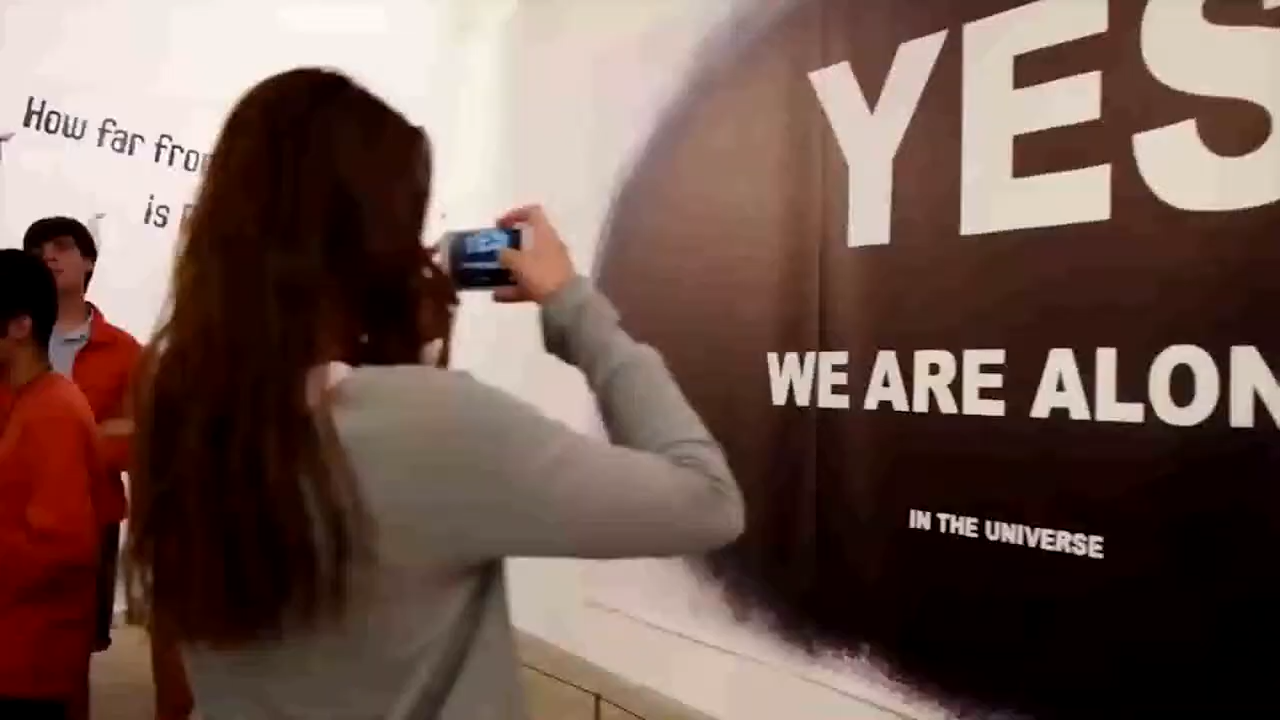 How far from
is
YES
WE ARE ALON
IN THE UNIVERSE